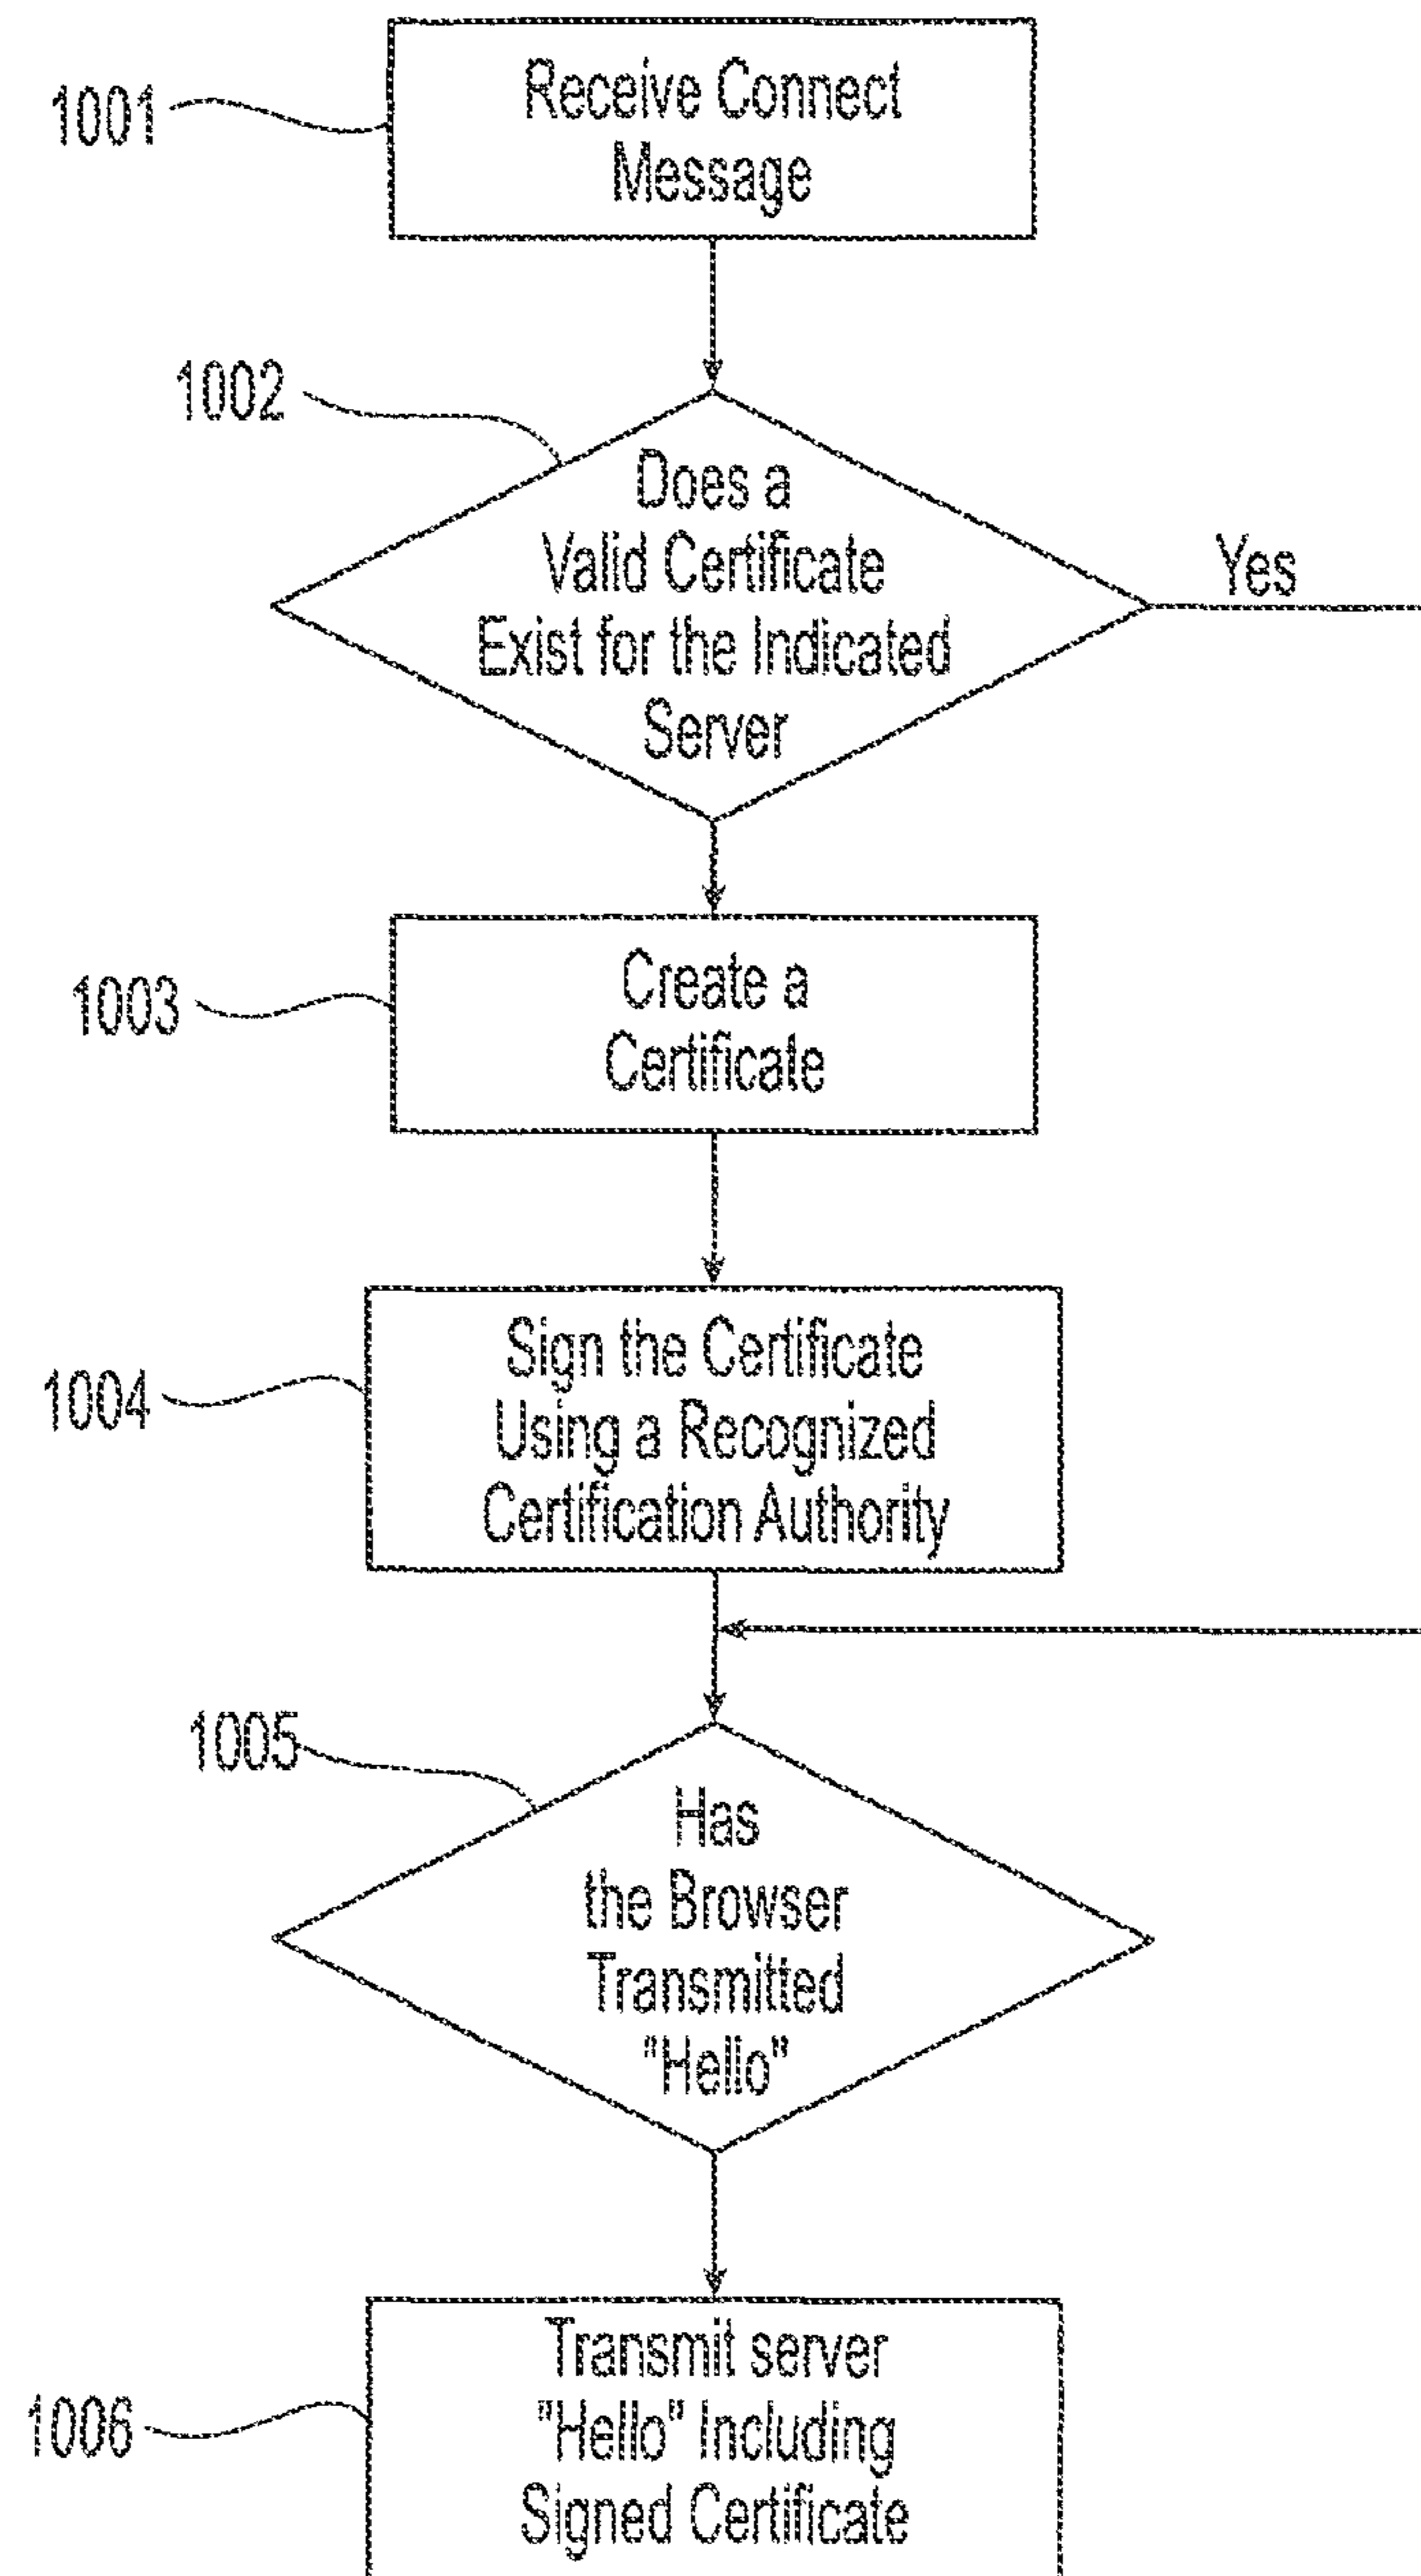 1001
Receive Connect
Message
1002
Does a
Valid Certificate
Exist for the Indicated
Server
Yes
1003
Create a
Certificate
1004
Sign the Certificate
Using a Recognized
Certification Authority
1005
Has
the Browser
Transmitted
"Hello"
1006
Transmit server
"Hello" Including
Signed Certificate